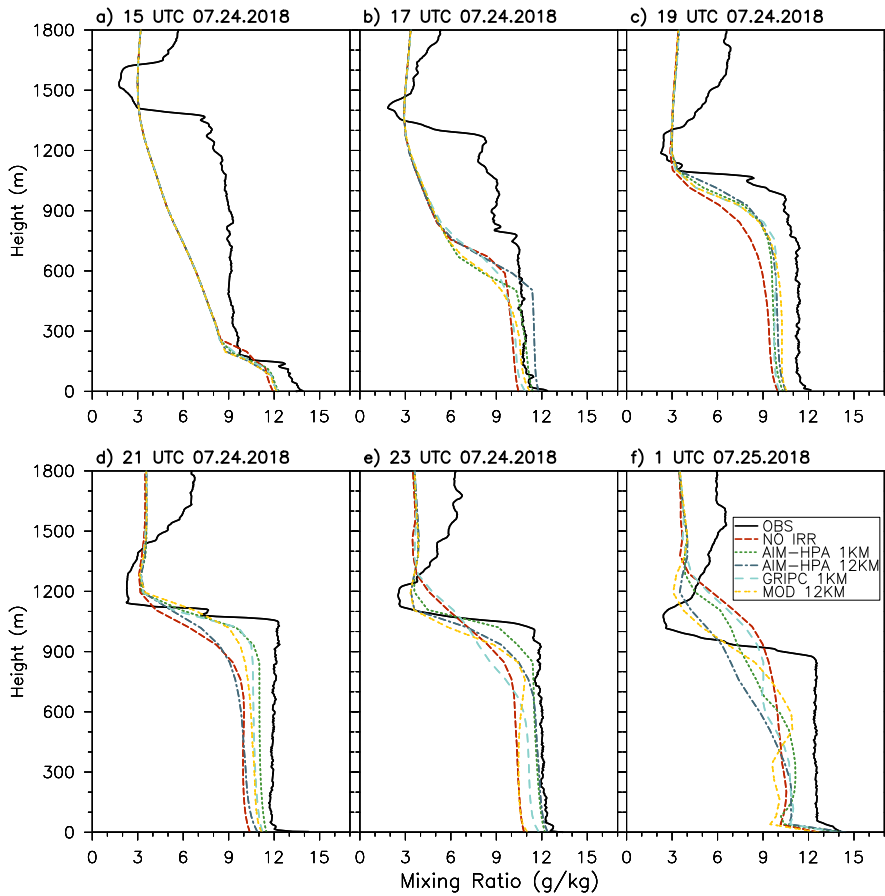 a) 15 UTC 07.24.2018
b) 17 UTC 07.24.2018
c) 19 UTC 07.24.2018
1800
1500
1200
900
600
300
0
Height (m)
0 3 6 9 12 15
0 3 6 9 12 15
0 3 6 9 12 15
d) 21 UTC 07.24.2018
e) 23 UTC 07.24.2018
f) 1 UTC 07.25.2018
1800
1500
1200
900
600
300
0
Height (m)
OBS
NO IRR
AIM-HPA 1KM
AIM-HPA 12KM
GRIPC 1KM
MOD 12KM
0 3 6 9 12 15
0 3 6 9 12 15
0 3 6 9 12 15
Mixing Ratio (g/kg)